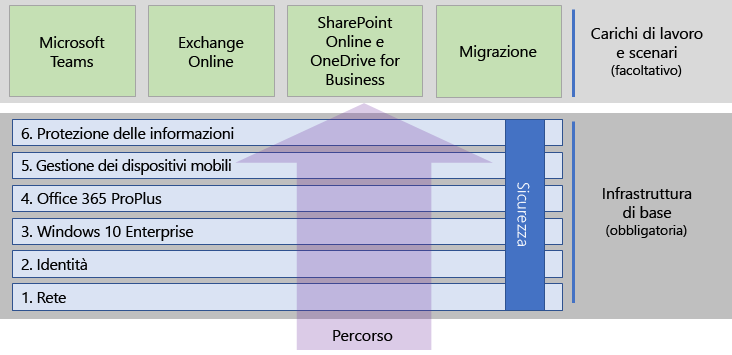 Microsoft
Teams
Exchange
Online
SharePoint
Online e
OneDrive for
Business
Migrazione
Carichi di lavoro
e scenari
(facoltativo)
6. Protezione delle informazioni
5. Gestione dei dispositivi mobili
4. Office 365 ProPlus
3. Windows 10 Enterprise
2. Identità
1. Rete
Sicurezza
Infrastruttura
di base
(obbligatoria)
Percorso